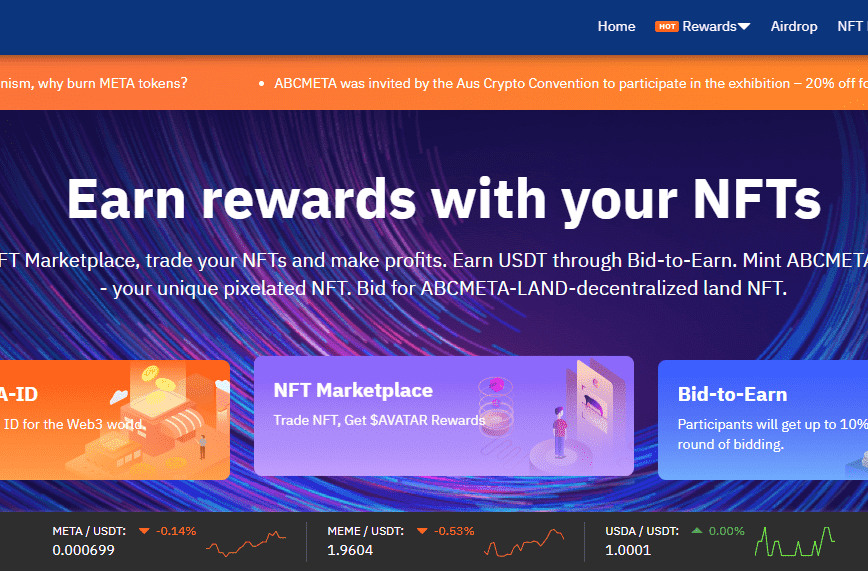 Home HOT Rewards Airdrop NFT
nism, why burn META tokens? • ABCMETA was invited by the Aus Crypto Convention to participate in the exhibition – 20% off fo
Earn rewards with your NFTs
FT Marketplace, trade your NFTs and make profits. Earn USDT through Bid-to-Earn. Mint ABCMETA
- your unique pixelated NFT. Bid for ABCMETA-LAND-decentralized land NFT.
A-ID
ID for the Web3 world.
NFT Marketplace
Trade NFT, Get $AVATAR Rewards
Bid-to-Earn
Participants will get up to 10%
round of bidding.
META / USDT: -0.14%
0.000699
MEME / USDT: -0.53%
1.9604
USDA / USDT: 0.00%
1.0001